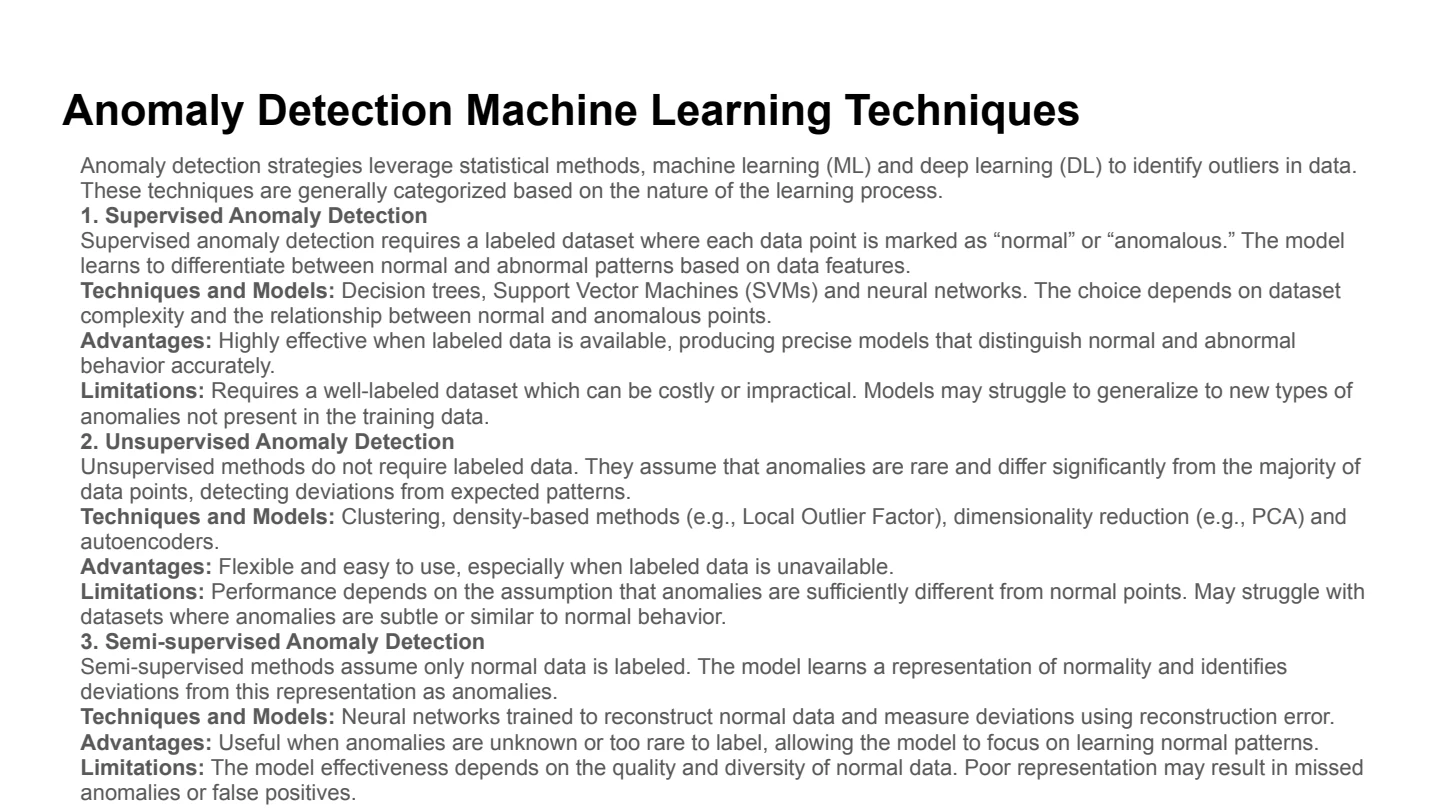 Anomaly Detection Machine Learning Techniques
Anomaly detection strategies leverage statistical methods, machine learning (ML) and deep learning (DL) to identify outliers in data.
These techniques are generally categorized based on the nature of the learning process.
1. Supervised Anomaly Detection
Supervised anomaly detection requires a labeled dataset where each data point is marked as “normal” or “anomalous.” The model
learns to differentiate between normal and abnormal patterns based on data features.
Techniques and Models: Decision trees, Support Vector Machines (SVMs) and neural networks. The choice depends on dataset
complexity and the relationship between normal and anomalous points.
Advantages: Highly effective when labeled data is available, producing precise models that distinguish normal and abnormal
behavior accurately.
Limitations: Requires a well-labeled dataset which can be costly or impractical. Models may struggle to generalize to new types of
anomalies not present in the training data.
2. Unsupervised Anomaly Detection
Unsupervised methods do not require labeled data. They assume that anomalies are rare and differ significantly from the majority of
data points, detecting deviations from expected patterns.
Techniques and Models: Clustering, density-based methods (e.g., Local Outlier Factor), dimensionality reduction (e.g., PCA) and
autoencoders.
Advantages: Flexible and easy to use, especially when labeled data is unavailable.
Limitations: Performance depends on the assumption that anomalies are sufficiently different from normal points. May struggle with
datasets where anomalies are subtle or similar to normal behavior.
3. Semi-supervised Anomaly Detection
Semi-supervised methods assume only normal data is labeled. The model learns a representation of normality and identifies
deviations from this representation as anomalies.
Techniques and Models: Neural networks trained to reconstruct normal data and measure deviations using reconstruction error.
Advantages: Useful when anomalies are unknown or too rare to label, allowing the model to focus on learning normal patterns.
Limitations: The model effectiveness depends on the quality and diversity of normal data. Poor representation may result in missed
anomalies or false positives.